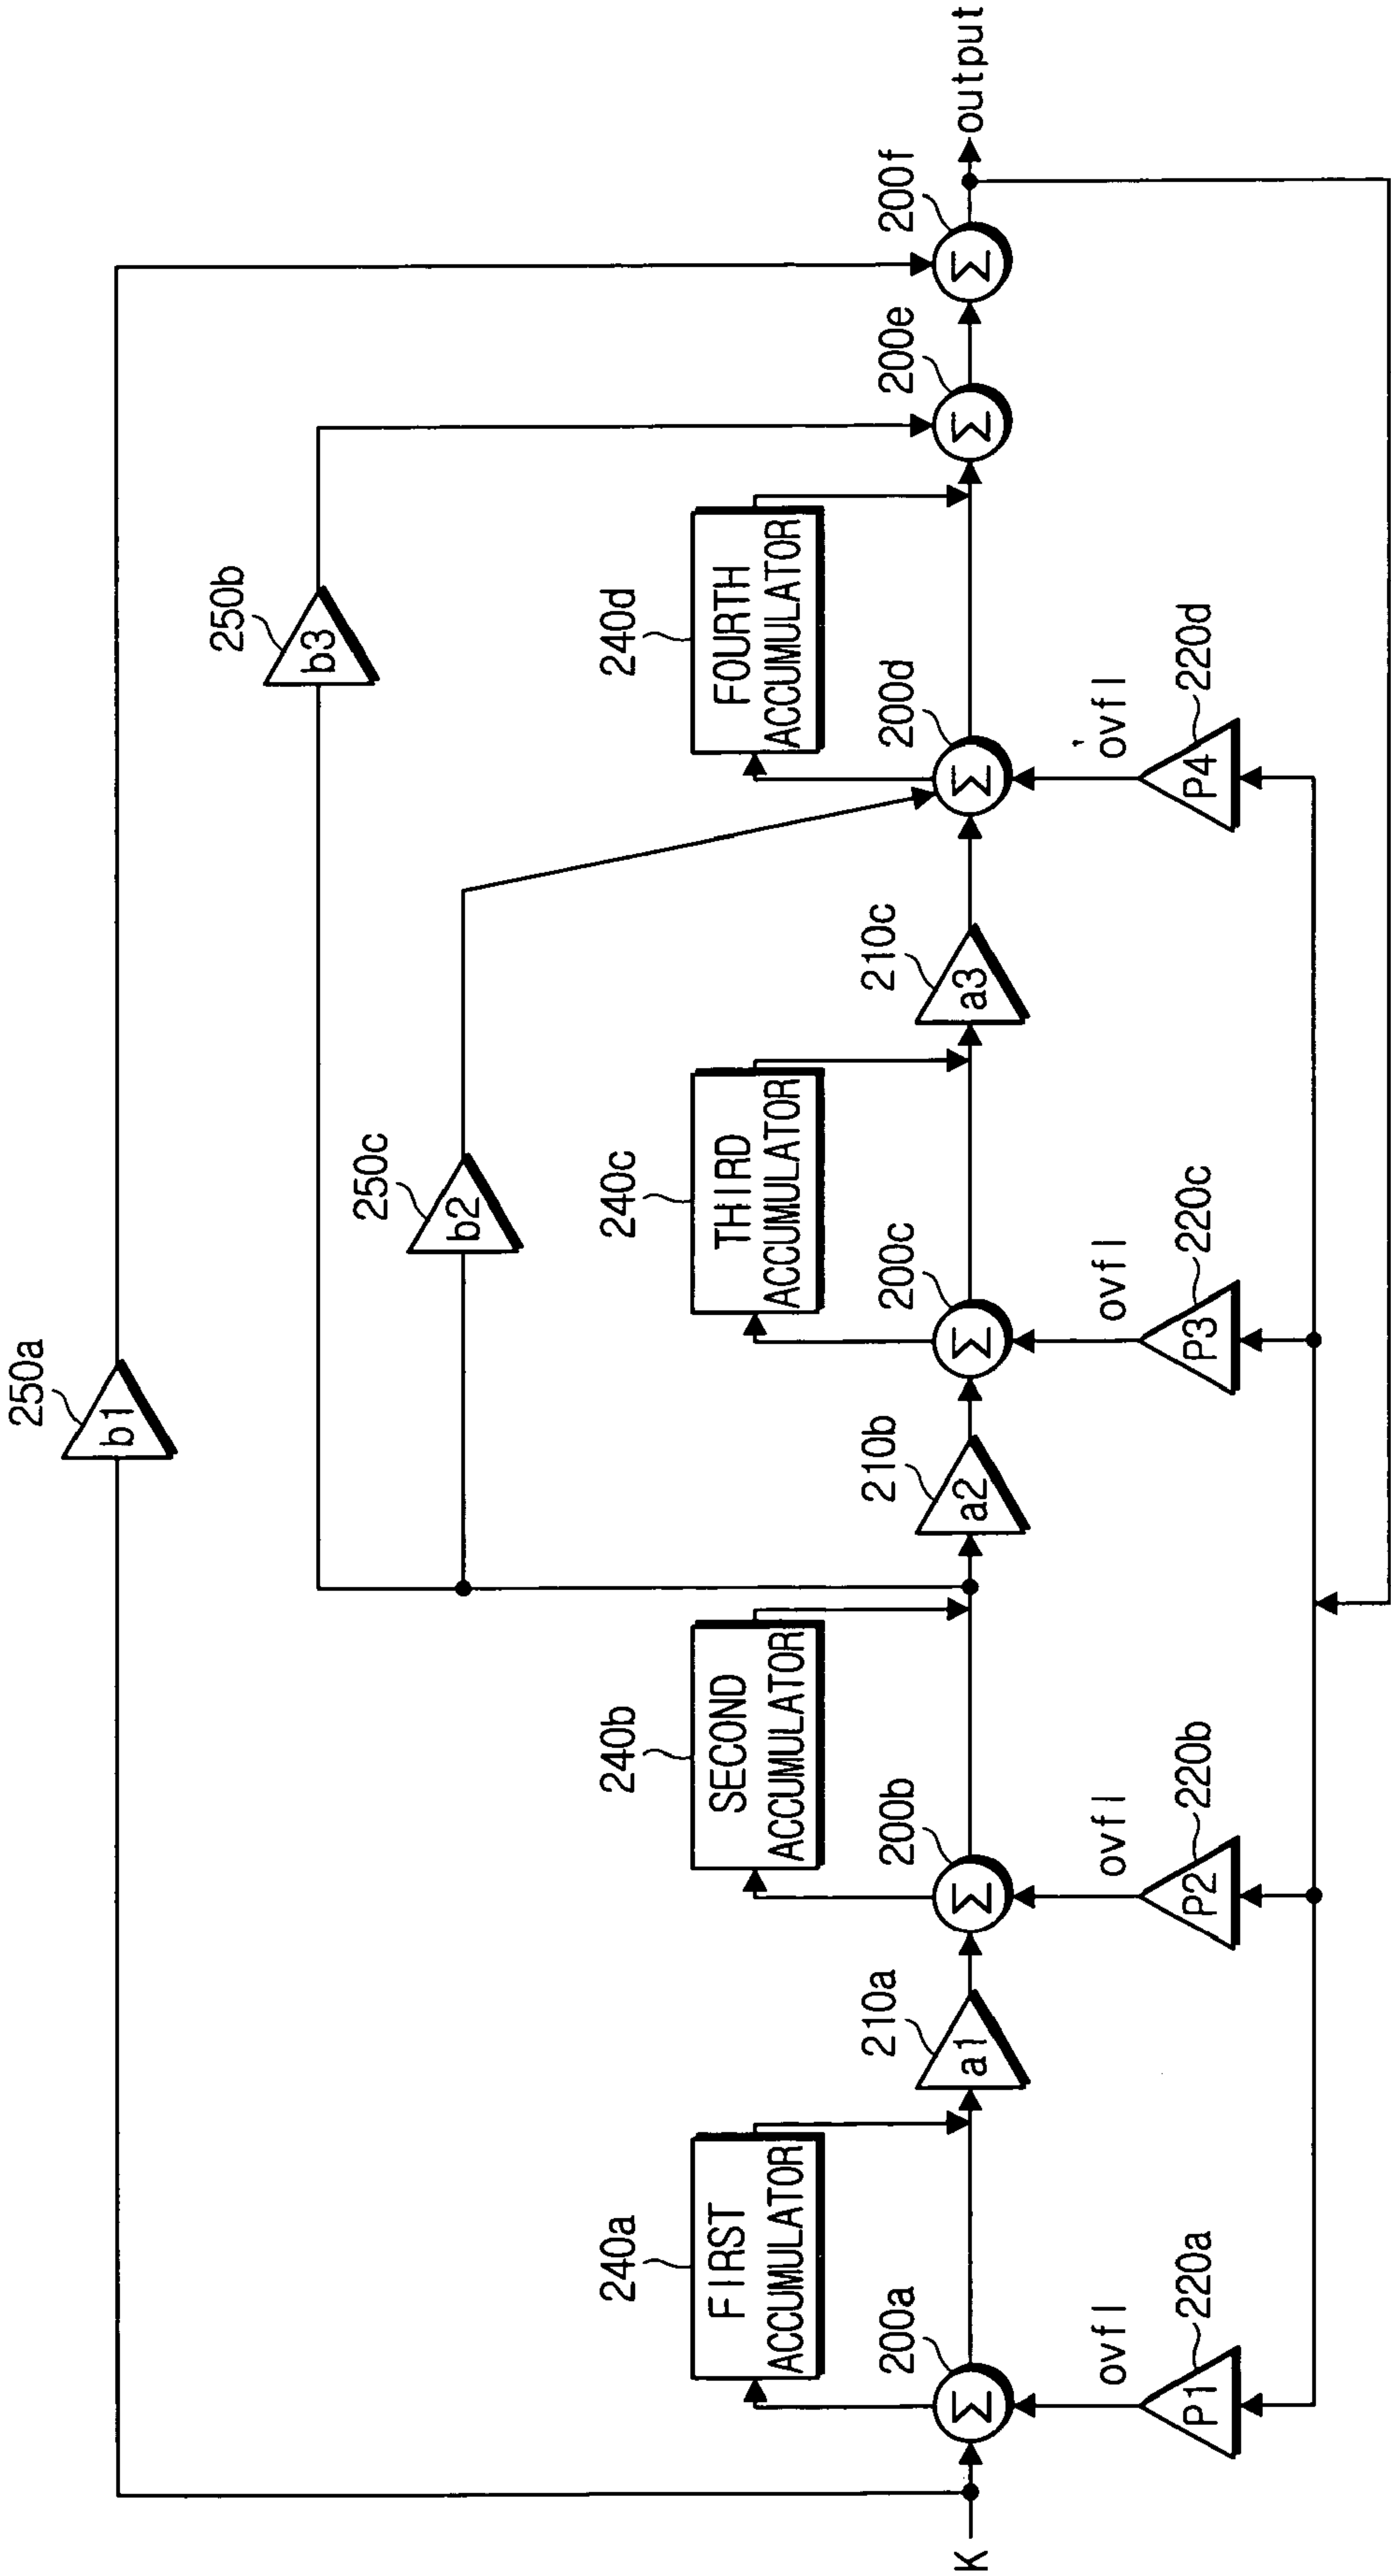 250a
b1
250b
b3
250c
b2
240a
FIRST
ACCUMULATOR
240b
SECOND
ACCUMULATOR
240c
THIRD
ACCUMULATOR
240d
FOURTH
ACCUMULATOR
K
200a
Σ
210a
a1
200b
Σ
210b
a2
200c
Σ
210c
a3
200d
Σ
200e
Σ
200f
Σ
output
ovfl
P1
220a
ovfl
P2
220b
ovfl
P3
220c
ovfl
P4
220d